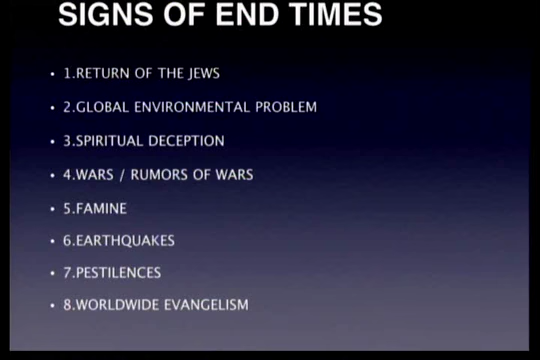 SIGNS OF END TIMES
• 1.RETURN OF THE JEWS
• 2.GLOBAL ENVIRONMENTAL PROBLEM
• 3.SPIRITUAL DECEPTION
• 4.WARS / RUMORS OF WARS
• 5.FAMINE
• 6.EARTHQUAKES
• 7.PESTILENCES
• 8.WORLDWIDE EVANGELISM